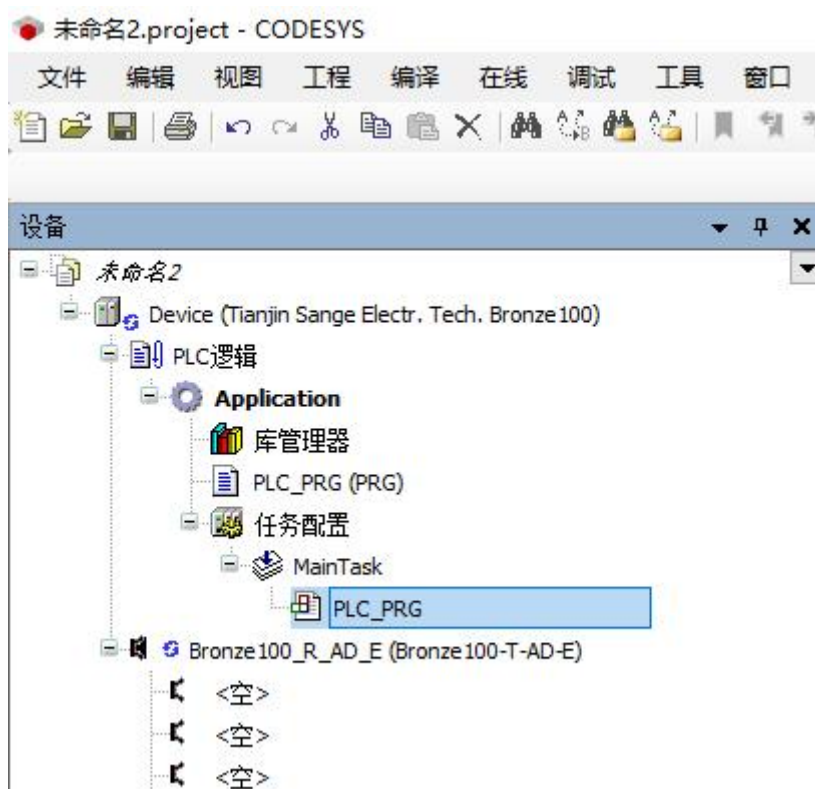 未命名2.project - CODESYS
文件 编辑 视图 工程 编译 在线 调试 工具 窗口
设备
未命名2
Device (Tianjin Sange Electr. Tech. Bronze100)
PLC逻辑
Application
库管理器
PLC_PRG (PRG)
任务配置
MainTask
PLC_PRG
Bronze100_R_AD_E (Bronze100-T-AD-E)
<空>
<空>
<空>